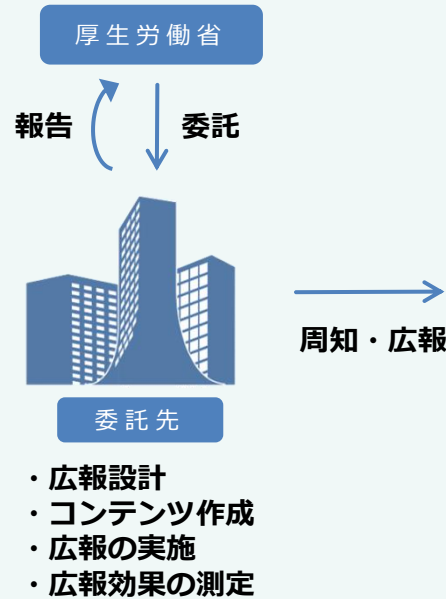 厚生労働省
報告
委託
周知・広報
委託先
・広報設計
・コンテンツ作成
・広報の実施
・広報効果の測定